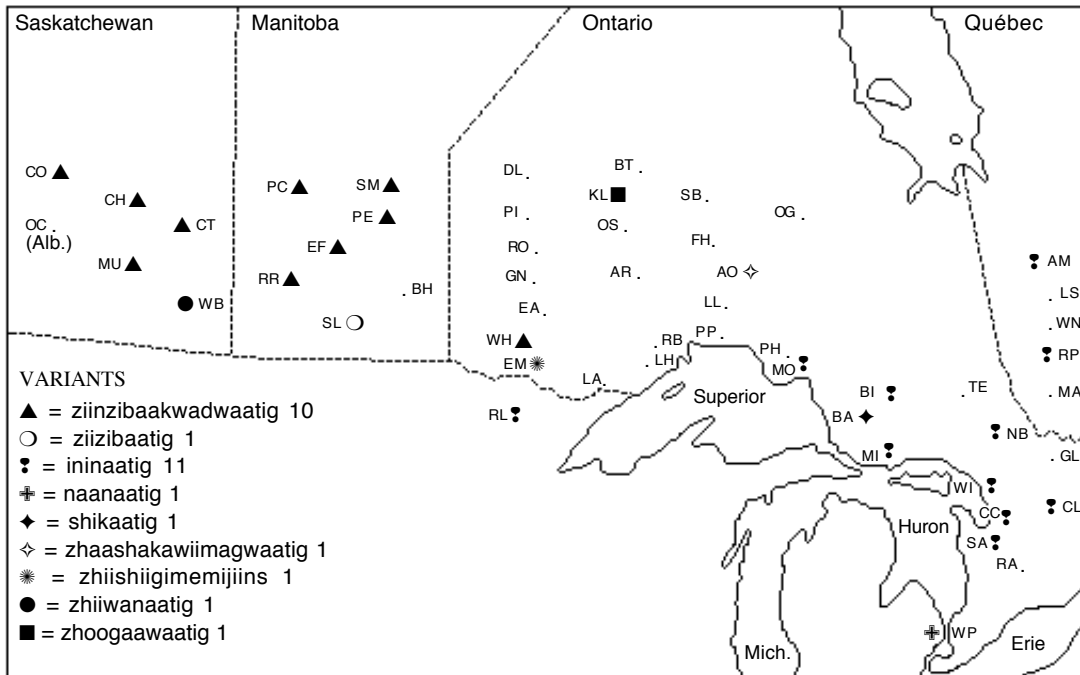 Saskatchewan Manitoba Ontario Québec
CO
CH
OC
(Alb.)
CT
MU
WB
PC
SM
PE
EF
RR
BH
SL
DL
PI
RO
GN
EA
WH
EM
RL
BT
KL
OS
AR
SB
OG
FH
AO
LL
PP
RB
LH
LA
PH
MO
BI
BA
MI
TE
NB
WI
CC
SA
RA
AM
LS
WN
RP
MA
GL
CL
WP
Superior
Huron
Mich.
Erie
VARIANTS
▲ = ziinzibaakwadwaatig 10
❍ = ziizibaatig 1
❢ = ininaatig 11
✙ = naanaatig 1
✦ = shikaatig 1
✧ = zhaashakawiimagwaatig 1
✺ = zhiishiigimemijiins 1
● = zhiiwanaatig 1
■ = zhoogaawaatig 1